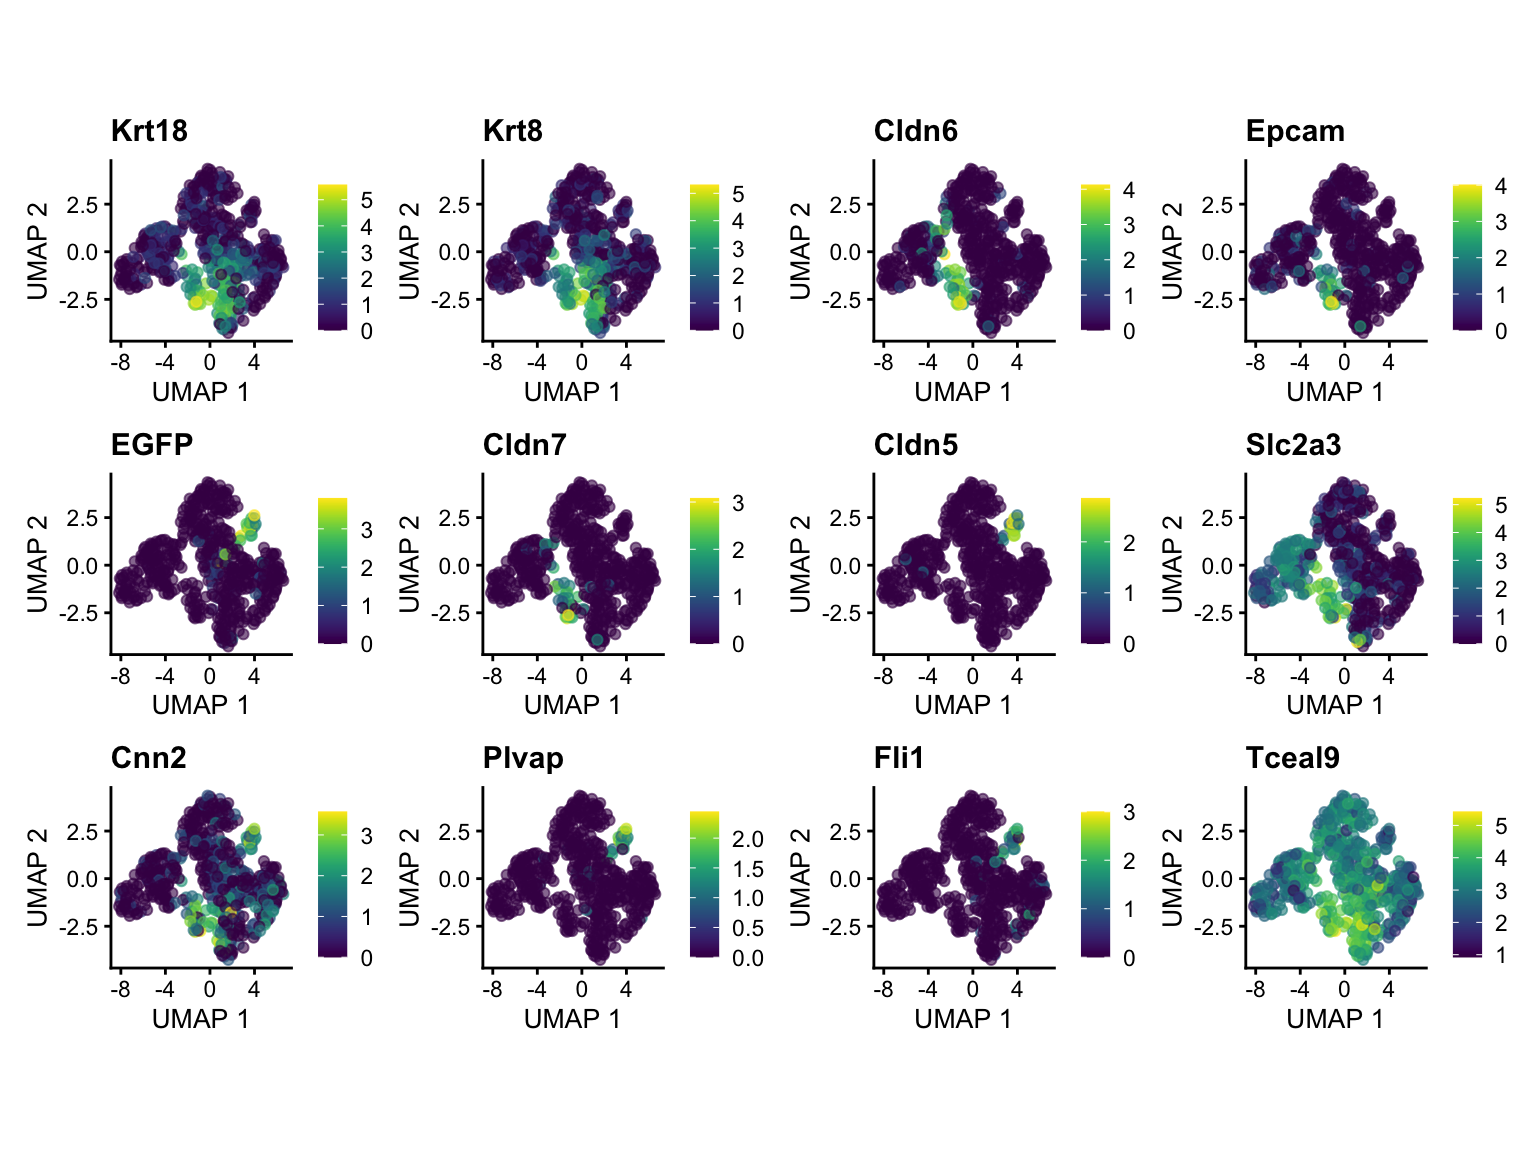 Krt18 Krt8 Cldn6 Epcam
UMAP 2 2.5 0.0 -2.5 5 4 3 2 1 0 UMAP 2 2.5 0.0 -2.5 5 4 3 2 1 0 UMAP 2 2.5 0.0 -2.5 4 3 2 1 0 UMAP 2 2.5 0.0 -2.5 4 3 2 1 0
-8 -4 0 4 -8 -4 0 4 -8 -4 0 4 -8 -4 0 4
UMAP 1 UMAP 1 UMAP 1 UMAP 1
EGFP Cldn7 Cldn5 Slc2a3
UMAP 2 2.5 0.0 -2.5 3 2 1 0 UMAP 2 2.5 0.0 -2.5 3 2 1 0 UMAP 2 2.5 0.0 -2.5 2 1 0 UMAP 2 2.5 0.0 -2.5 5 4 3 2 1 0
-8 -4 0 4 -8 -4 0 4 -8 -4 0 4 -8 -4 0 4
UMAP 1 UMAP 1 UMAP 1 UMAP 1
Cnn2 Plvap Fli1 Tceal9
UMAP 2 2.5 0.0 -2.5 3 2 1 0 UMAP 2 2.5 0.0 -2.5 2.0 1.5 1.0 0.5 0.0 UMAP 2 2.5 0.0 -2.5 3 2 1 0 UMAP 2 2.5 0.0 -2.5 5 4 3 2 1
-8 -4 0 4 -8 -4 0 4 -8 -4 0 4 -8 -4 0 4
UMAP 1 UMAP 1 UMAP 1 UMAP 1